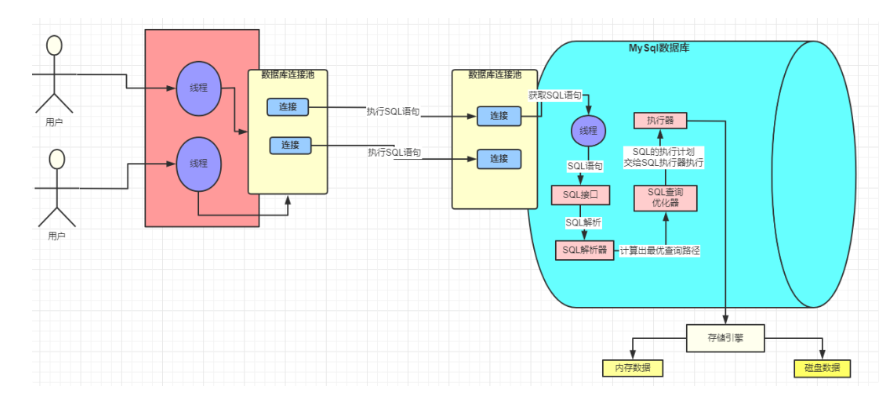 MySql数据库
数据库连接池
数据库连接池
线程
连接
执行SQL语句
连接
获取SQL语句
线程
执行器
用户
连接
执行SQL语句
连接
SQL的执行计划
交给SQL执行器执行
线程
SQL语句
SQL接口
SQL查询
优化器
用户
SQL解析
SQL解析器
计算出最优查询路径
存储引擎
内存数据
磁盘数据